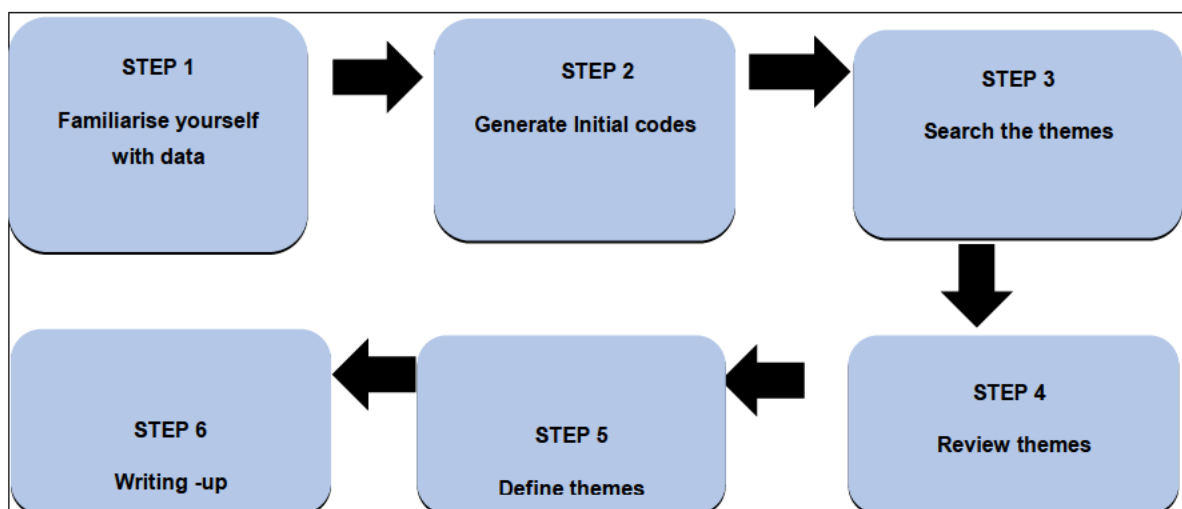 STEP 1
Familiarise yourself
with data
STEP 2
Generate Initial codes
STEP 3
Search the themes
STEP 4
Review themes
STEP 5
Define themes
STEP 6
Writing -up